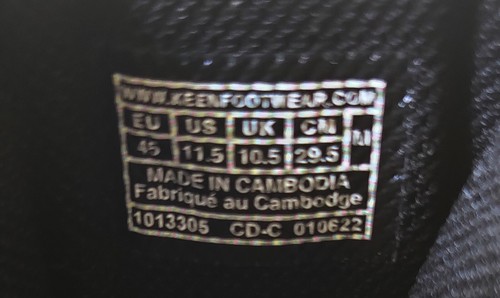 WWW.KEENFOOTWEAR.COM
EU US UK CM M
45 11.5 10.5 29.5
MADE IN CAMBODIA
Fabriqué au Cambodge
1013305 CD-C 010622